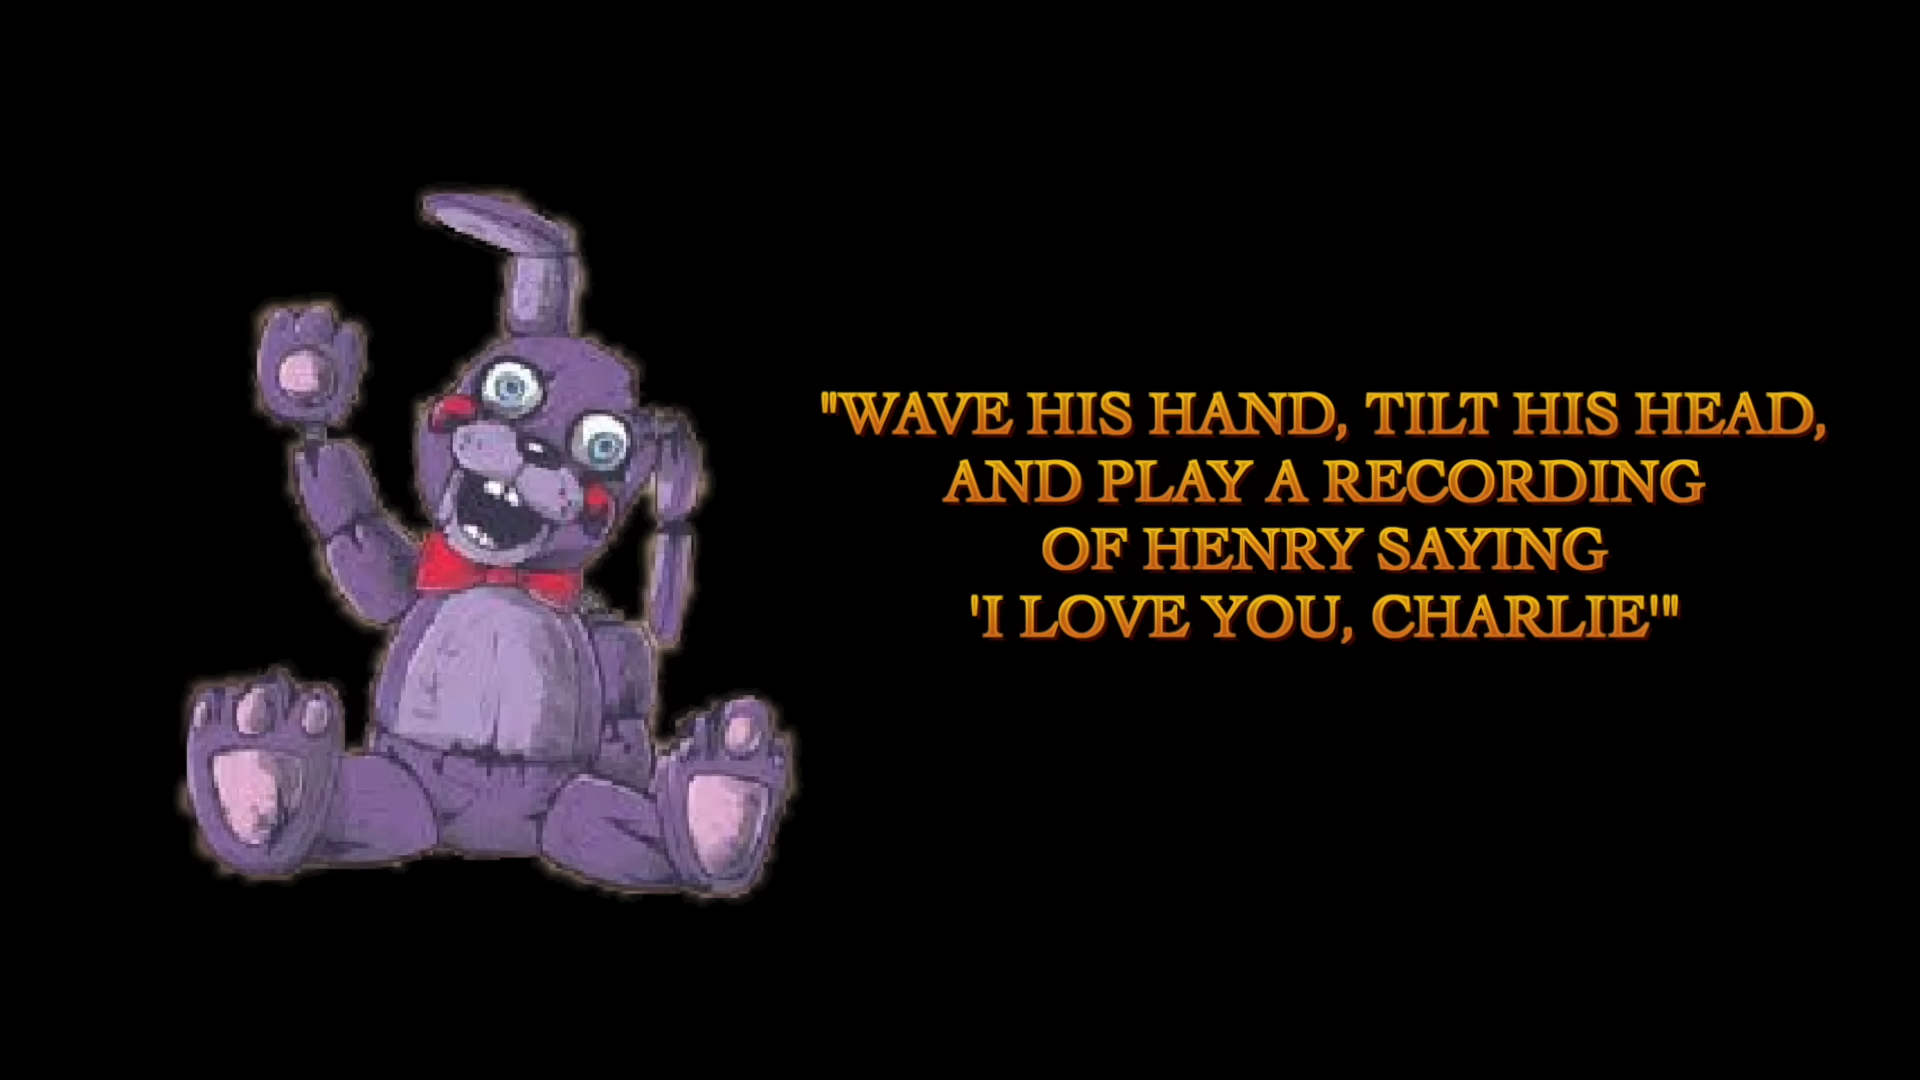 "WAVE HIS HAND, TILT HIS HEAD,
AND PLAY A RECORDING
OF HENRY SAYING
'I LOVE YOU, CHARLIE'"